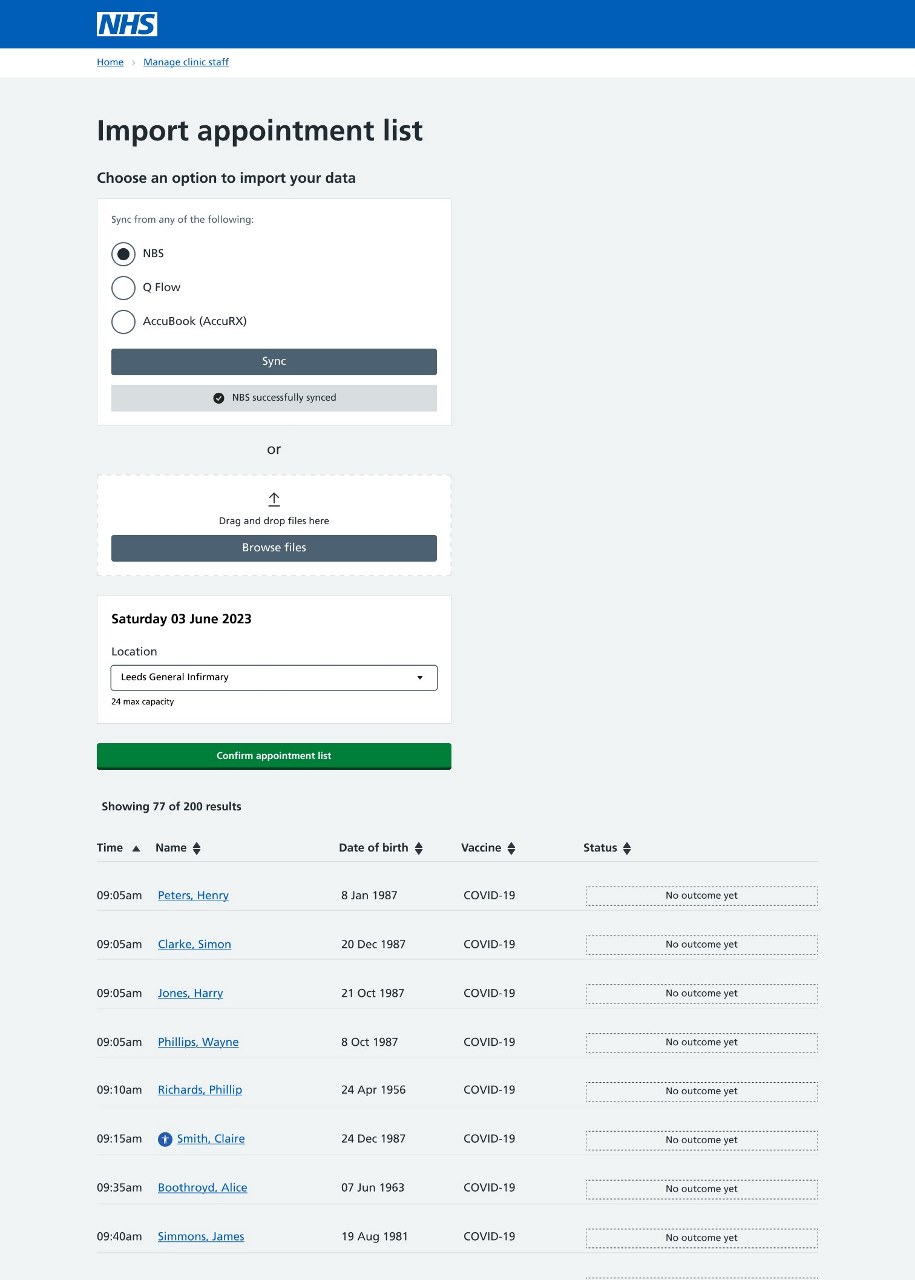 NHS
Home › Manage clinic staff
Import appointment list
Choose an option to import your data
Sync from any of the following:
NBS
Q Flow
AccuBook (AccuRX)
Sync
NBS successfully synced
or
Drag and drop files here
Browse files
Saturday 03 June 2023
Location
Leeds General Infirmary
24 max capacity
Confirm appointment list
Showing 77 of 200 results
Time Name Date of birth Vaccine Status
09:05am Peters, Henry 8 Jan 1987 COVID-19 No outcome yet
09:05am Clarke, Simon 20 Dec 1987 COVID-19 No outcome yet
09:05am Jones, Harry 21 Oct 1987 COVID-19 No outcome yet
09:05am Phillips, Wayne 8 Oct 1987 COVID-19 No outcome yet
09:10am Richards, Phillip 24 Apr 1956 COVID-19 No outcome yet
09:15am Smith, Claire 24 Dec 1987 COVID-19 No outcome yet
09:35am Boothroyd, Alice 07 Jun 1963 COVID-19 No outcome yet
09:40am Simmons, James 19 Aug 1981 COVID-19 No outcome yet